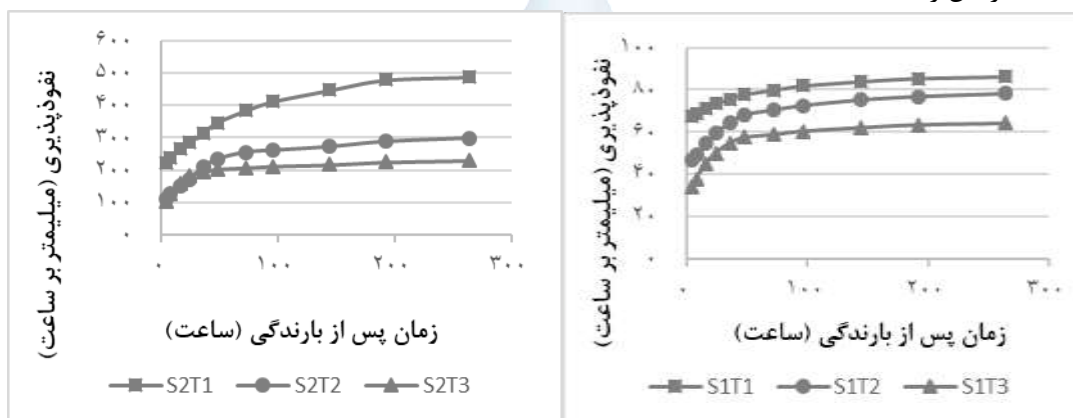 ۶۰۰
۵۰۰
۴۰۰
۳۰۰
۲۰۰
۱۰۰
۰
نفوذپذیری (میلیمتر بر ساعت)
۰ ۱۰۰ ۲۰۰ ۳۰۰
زمان پس از بارندگی (ساعت)
S2T1 S2T2 S2T3
۱۰۰
۸۰
۶۰
۴۰
۲۰
۰
نفوذپذیری (میلیمتر بر ساعت)
۰ ۱۰۰ ۲۰۰ ۳۰۰
زمان پس از بارندگی (ساعت)
S1T1 S1T2 S1T3